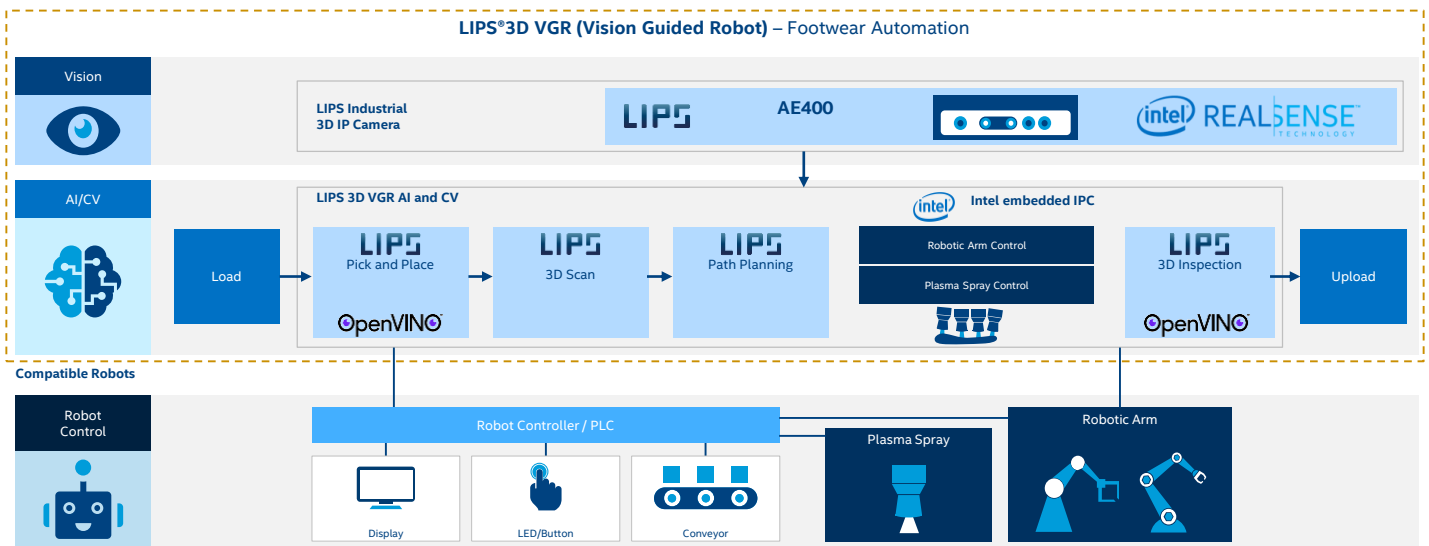 LIPS®3D VGR (Vision Guided Robot) – Footwear Automation
Vision
LIPS Industrial
3D IP Camera
LIPS
AE400
intel® REALSENSE™
TECHNOLOGY
AI/CV
LIPS 3D VGR AI and CV
intel®
Intel embedded IPC
Load
LIPS
Pick and Place
OpenVINO™
LIPS
3D Scan
LIPS
Path Planning
Robotic Arm Control
Plasma Spray Control
LIPS
3D Inspection
OpenVINO™
Upload
Compatible Robots
Robot
Control
Robot Controller / PLC
Display
LED/Button
Conveyor
Plasma Spray
Robotic Arm